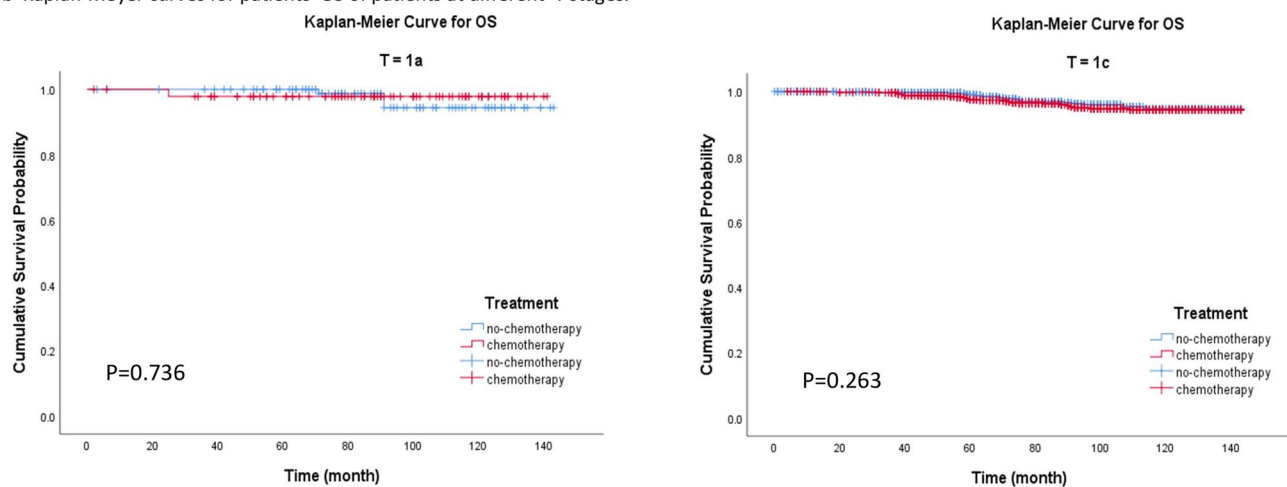 Kaplan-Meier Curve for OS
T = 1a
Cumulative Survival Probability
1.0
0.8
0.6
0.4
0.2
0.0
0 20 40 60 80 100 120 140
Time (month)
P=0.736
Treatment
no-chemotherapy
chemotherapy
no-chemotherapy
chemotherapy
Kaplan-Meier Curve for OS
T = 1c
Cumulative Survival Probability
1.0
0.8
0.6
0.4
0.2
0.0
0 20 40 60 80 100 120 140
Time (month)
P=0.263
Treatment
no-chemotherapy
chemotherapy
no-chemotherapy
chemotherapy